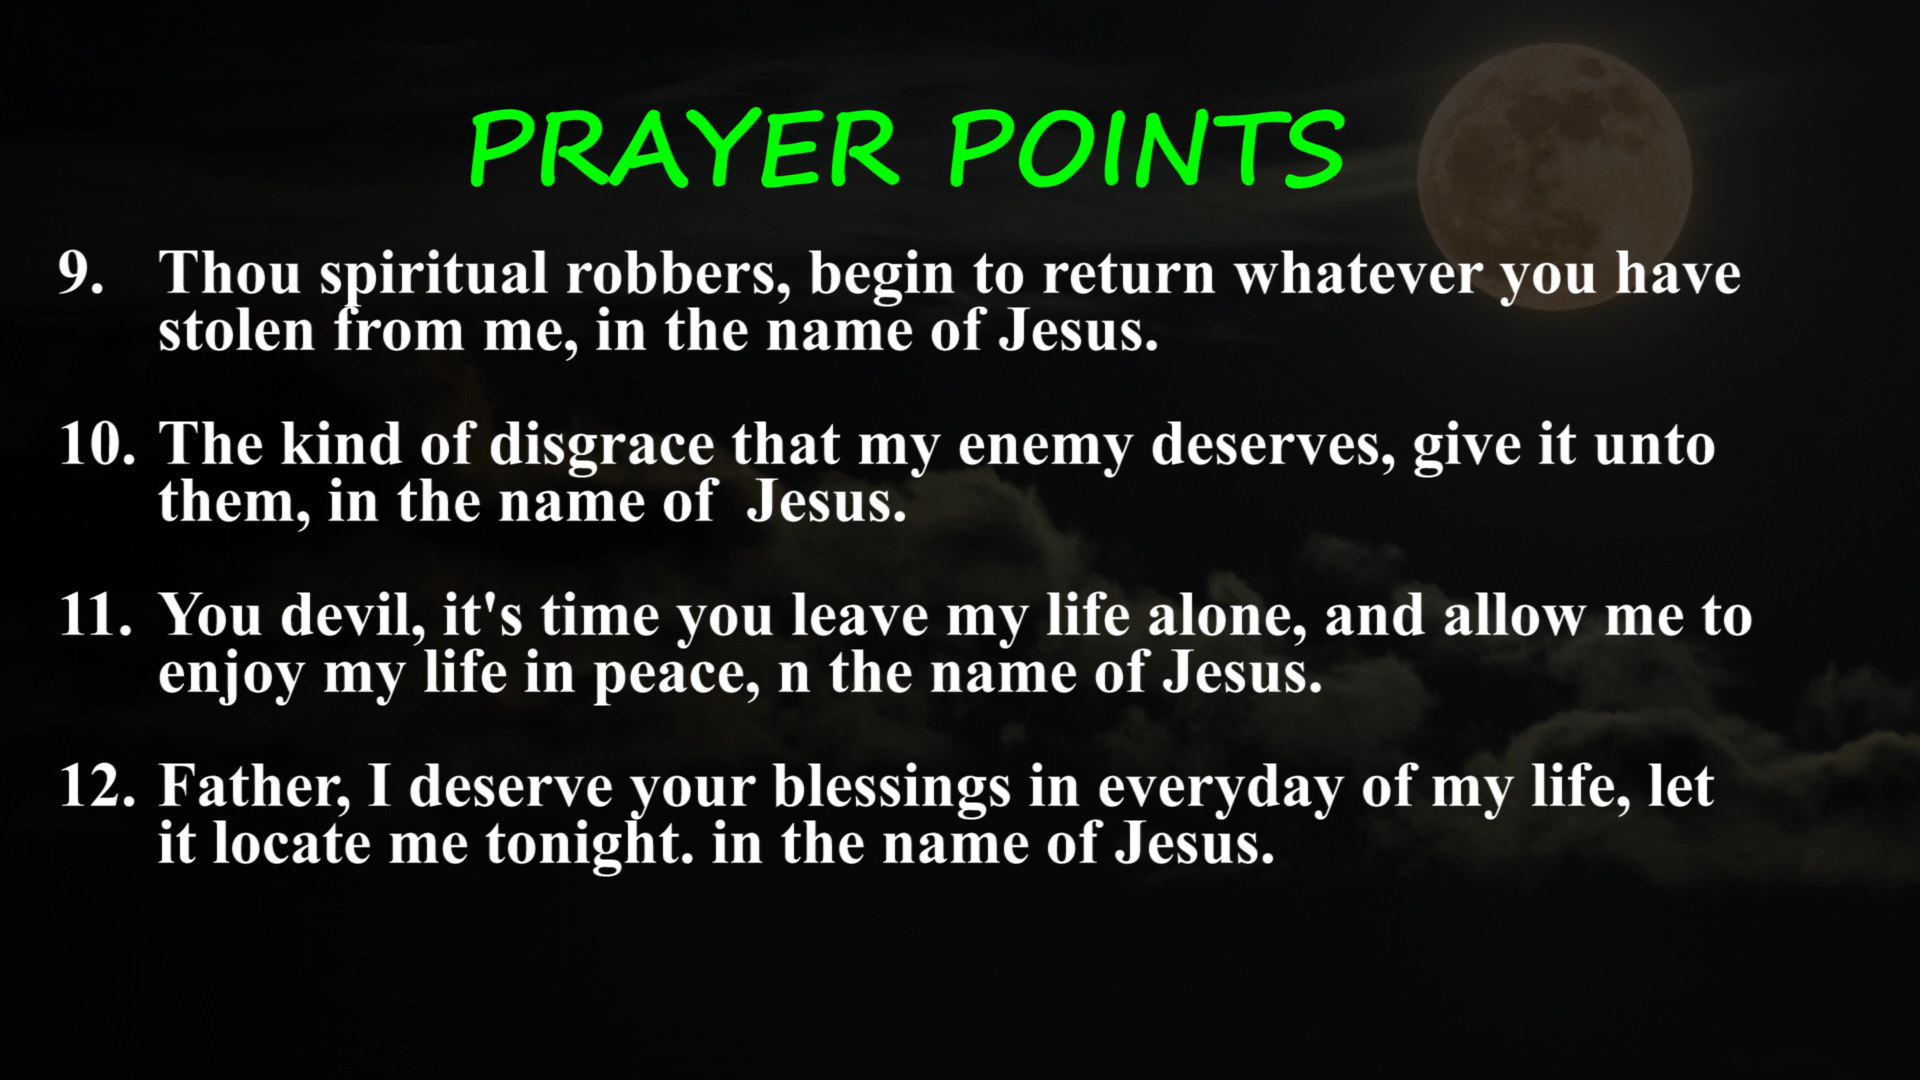 PRAYER POINTS
9. Thou spiritual robbers, begin to return whatever you have
stolen from me, in the name of Jesus.
10. The kind of disgrace that my enemy deserves, give it unto
them, in the name of  Jesus.
11. You devil, it's time you leave my life alone, and allow me to
enjoy my life in peace, n the name of Jesus.
12. Father, I deserve your blessings in everyday of my life, let
it locate me tonight. in the name of Jesus.